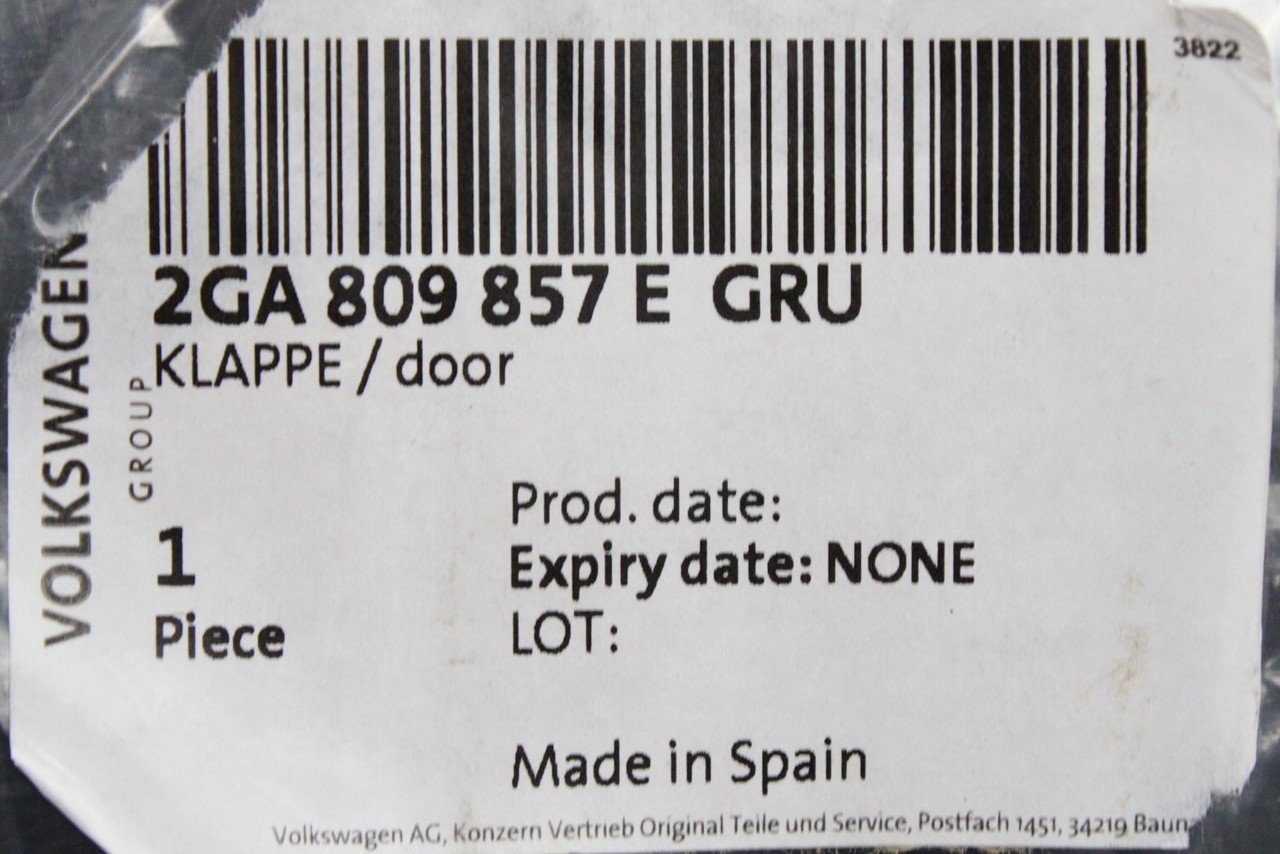 3822
2GA 809 857 E GRU
KLAPPE / door
VOLKSWAGEN
GROUP
1
Piece
Prod. date:
Expiry date: NONE
LOT:
Made in Spain
Volkswagen AG, Konzern Vertrieb Original Teile und Service, Postfach 1451, 34219 Baun